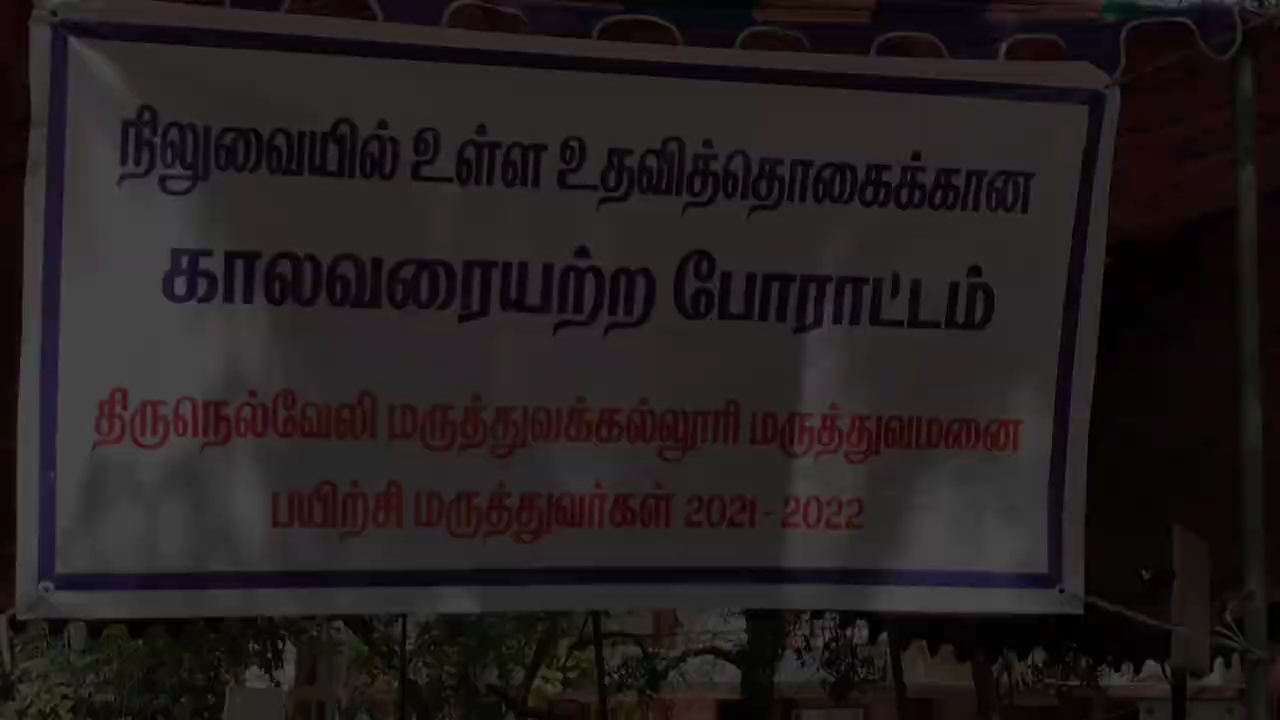 நிலுவையில் உள்ள உதவித்தொகைக்கான
காலவரையற்ற போராட்டம்
திருநெல்வேலி மருத்துவக்கல்லூரி மருத்துவமனை
பயிற்சி மருத்துவர்கள் 2021 - 2022